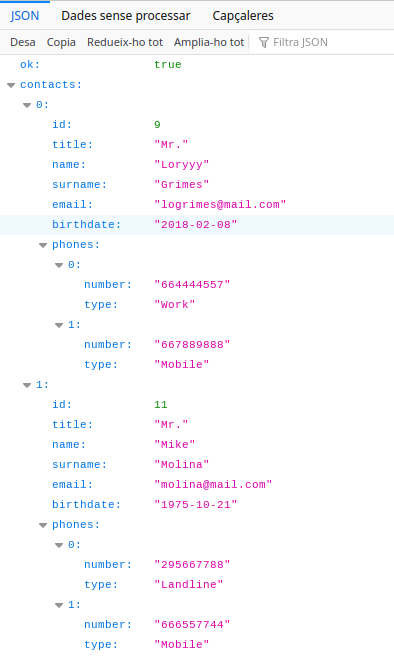 JSON Dades sense processar Capçaleres
Desa Copia Redueix-ho tot Amplia-ho tot Filtra JSON
ok: true
contacts:
0:
id: 9
title: "Mr."
name: "Loryyy"
surname: "Grimes"
email: "logrimes@mail.com"
birthdate: "2018-02-08"
phones:
0:
number: "664444557"
type: "Work"
1:
number: "667889888"
type: "Mobile"
1:
id: 11
title: "Mr."
name: "Mike"
surname: "Molina"
email: "molina@mail.com"
birthdate: "1975-10-21"
phones:
0:
number: "295667788"
type: "Landline"
1:
number: "666557744"
type: "Mobile"